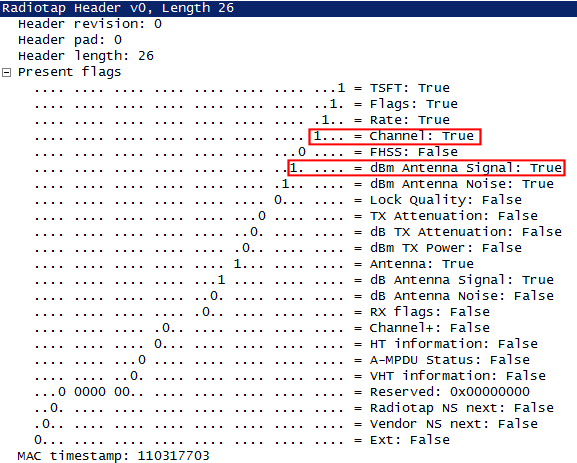 Radiotap Header v0, Length 26
Header revision: 0
Header pad: 0
Header length: 26
Present flags
.... .... .... .... .... .... .... ...1 = TSFT: True
.... .... .... .... .... .... .... ..1. = Flags: True
.... .... .... .... .... .... .... .1.. = Rate: True
.... .... .... .... .... .... .... 1... = Channel: True
.... .... .... .... .... .... ...0 .... = FHSS: False
.... .... .... .... .... .... ..1. .... = dBm Antenna Signal: True
.... .... .... .... .... .... .1.. .... = dBm Antenna Noise: True
.... .... .... .... .... .... 0... .... = Lock Quality: False
.... .... .... .... .... ...0 .... .... = TX Attenuation: False
.... .... .... .... .... ..0. .... .... = dB TX Attenuation: False
.... .... .... .... .... .0.. .... .... = dBm TX Power: False
.... .... .... .... .... 1... .... .... = Antenna: True
.... .... .... .... ...1 .... .... .... = dB Antenna Signal: True
.... .... .... .... ..0. .... .... .... = dB Antenna Noise: False
.... .... .... .... .0.. .... .... .... = RX flags: False
.... .... .... .0.. .... .... .... .... = Channel+: False
.... .... .... 0... .... .... .... .... = HT information: False
.... .... ...0 .... .... .... .... .... = A-MPDU Status: False
.... .... ..0. .... .... .... .... .... = VHT information: False
...0 0000 00.. .... .... .... .... .... = Reserved: 0x00000000
..0. .... .... .... .... .... .... .... = Radiotap NS next: False
.0.. .... .... .... .... .... .... .... = Vendor NS next: False
0... .... .... .... .... .... .... .... = Ext: False
MAC timestamp: 110317703